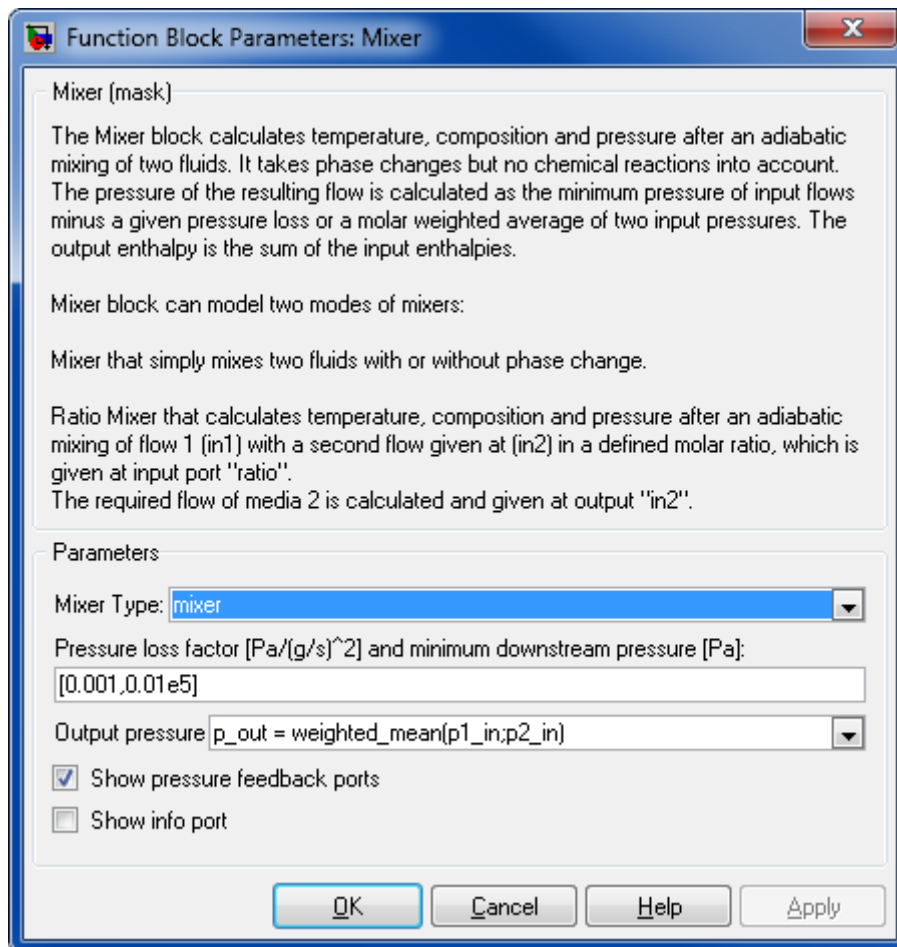 Function Block Parameters: Mixer
X
Mixer (mask)
The Mixer block calculates temperature, composition and pressure after an adiabatic
mixing of two fluids. It takes phase changes but no chemical reactions into account.
The pressure of the resulting flow is calculated as the minimum pressure of input flows
minus a given pressure loss or a molar weighted average of two input pressures. The
output enthalpy is the sum of the input enthalpies.
Mixer block can model two modes of mixers:
Mixer that simply mixes two fluids with or without phase change.
Ratio Mixer that calculates temperature, composition and pressure after an adiabatic
mixing of flow 1 (in1) with a second flow given at (in2) in a defined molar ratio, which is
given at input port "ratio".
The required flow of media 2 is calculated and given at output "in2".
Parameters
Mixer Type: mixer
Pressure loss factor [Pa/(g/s)^2] and minimum downstream pressure [Pa]:
[0.001,0.01e5]
Output pressure p_out = weighted_mean(p1_in;p2_in)
Show pressure feedback ports
Show info port
OK Cancel Help Apply